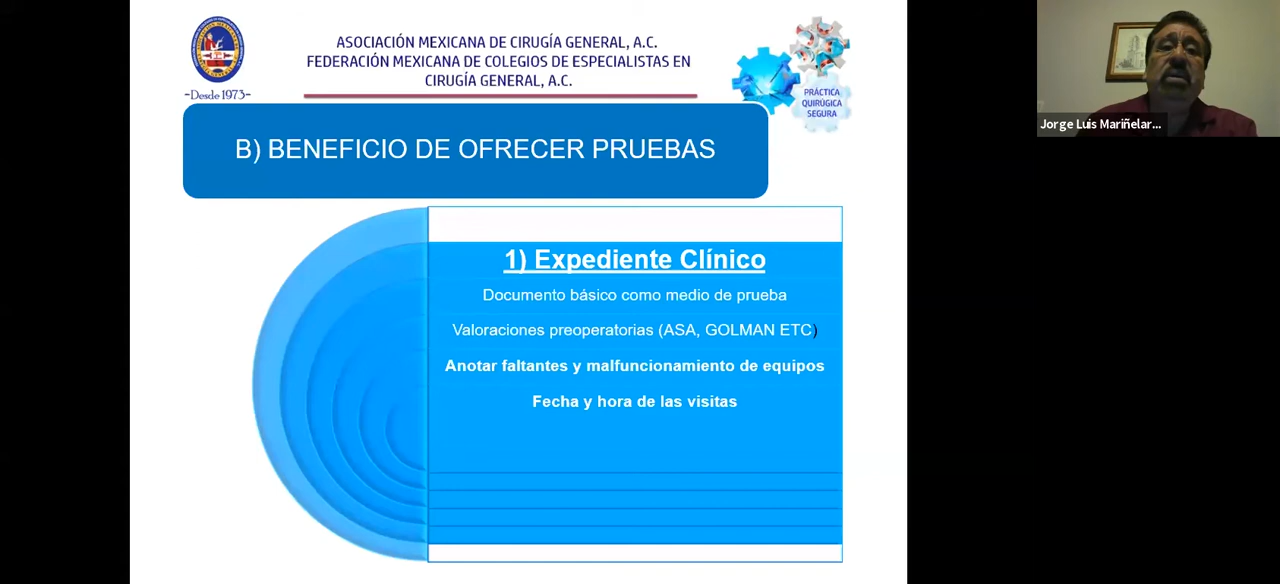 ASOCIACIÓN MEXICANA DE CIRUGÍA GENERAL, A.C.
FEDERACIÓN MEXICANA DE COLEGIOS DE ESPECIALISTAS EN
CIRUGÍA GENERAL, A.C.
-Desde 1973-
PRÁCTICA
QUIRÚGICA
SEGURA
Jorge Luis Mariñelar...
B) BENEFICIO DE OFRECER PRUEBAS
1) Expediente Clínico
Documento básico como medio de prueba
Valoraciones preoperatorias (ASA, GOLMAN ETC)
Anotar faltantes y malfuncionamiento de equipos
Fecha y hora de las visitas